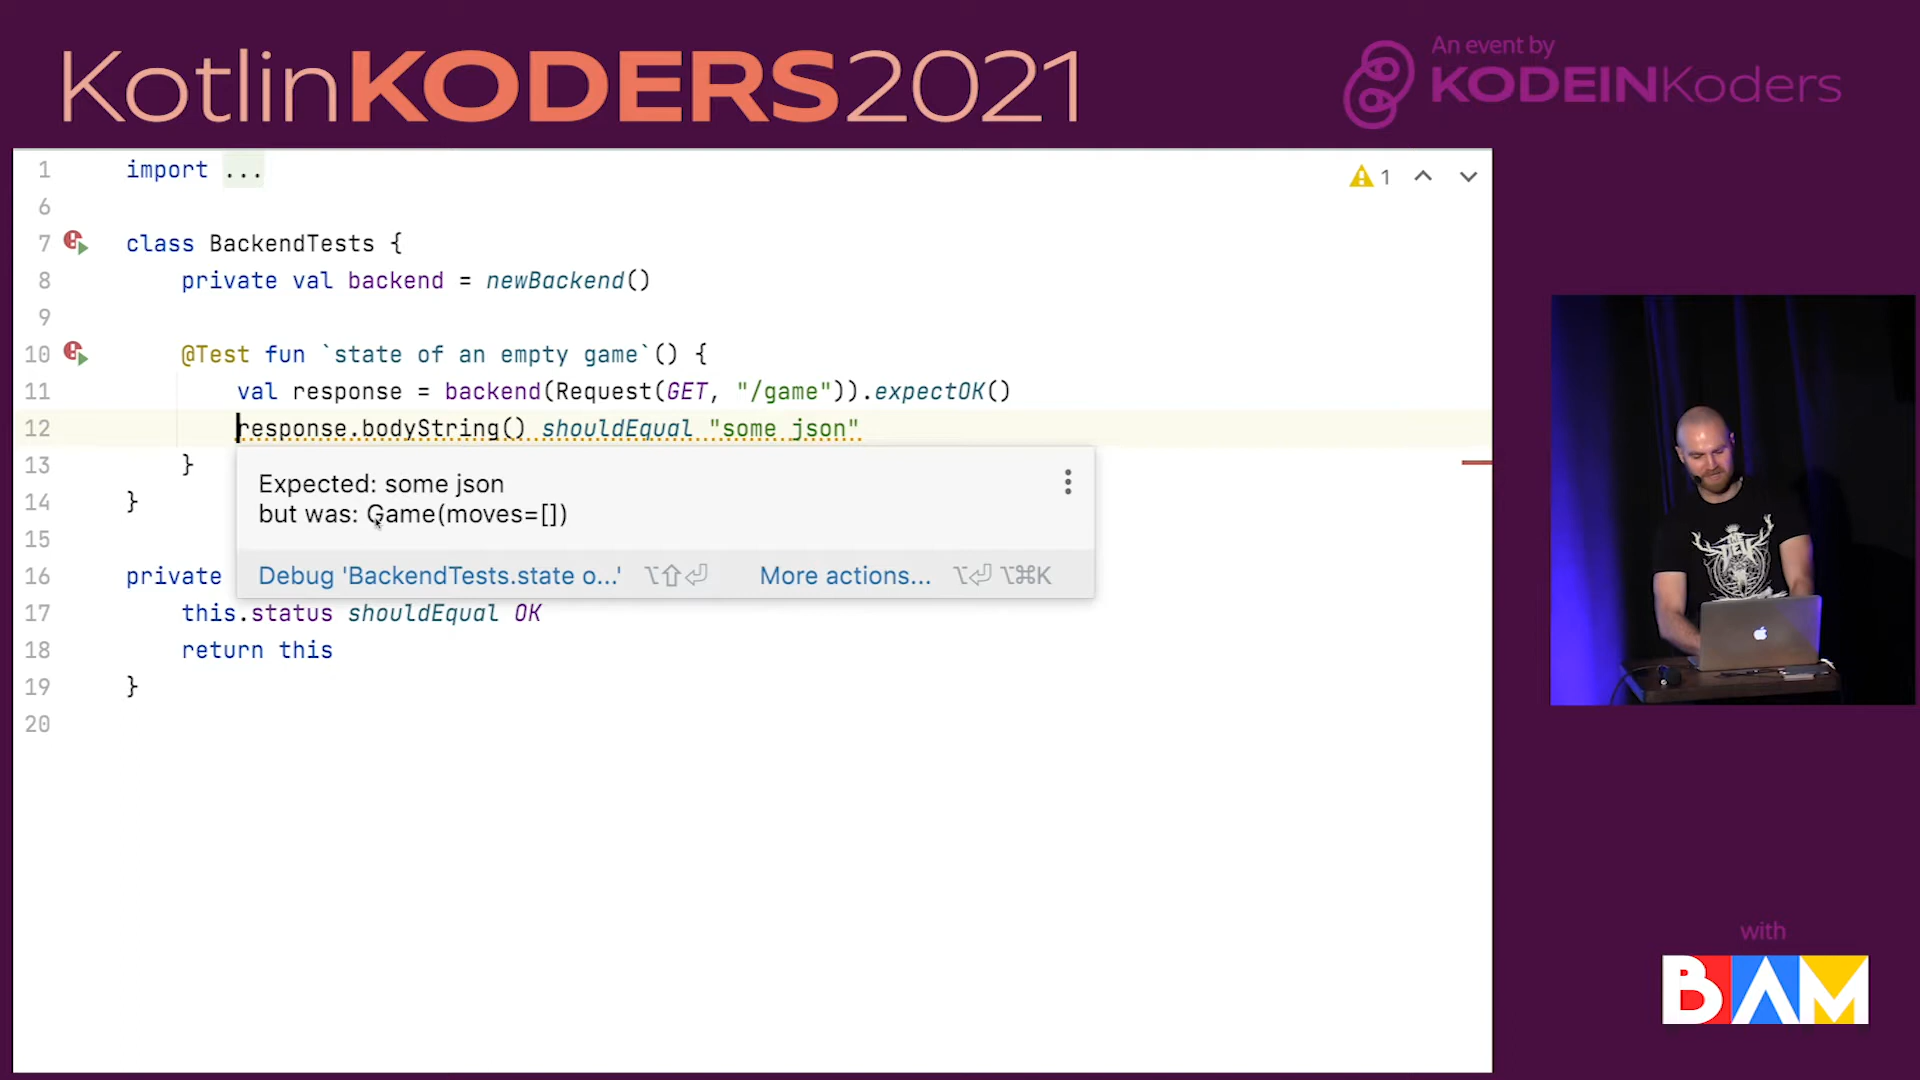 KotlinKODERS2021
An event by
KODEINKoders
1 import ...
1
6
7 class BackendTests {
8 private val backend = newBackend()
9
10 @Test fun `state of an empty game`() {
11 val response = backend(Request(GET, "/game")).expectOK()
12 response.bodyString() shouldEqual "some json"
13 }
Expected: some json
but was: Game(moves=[])
14 }
15
16 private
Debug 'BackendTests.state o...' ⌥⇧⏎ More actions... ⌥⏎ ⌥⌘K
17 this.status shouldEqual OK
18 return this
19 }
20
with
BAM